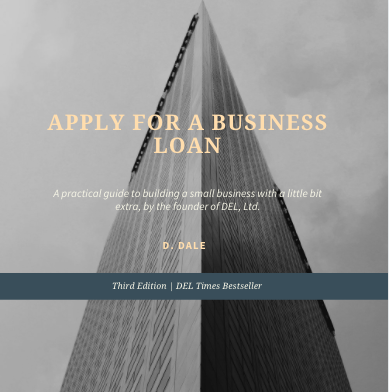 APPLY FOR A BUSINESS
LOAN
A practical guide to building a small business with a little bit
extra, by the founder of DEL, Ltd.
D. DALE
Third Edition | DEL Times Bestseller